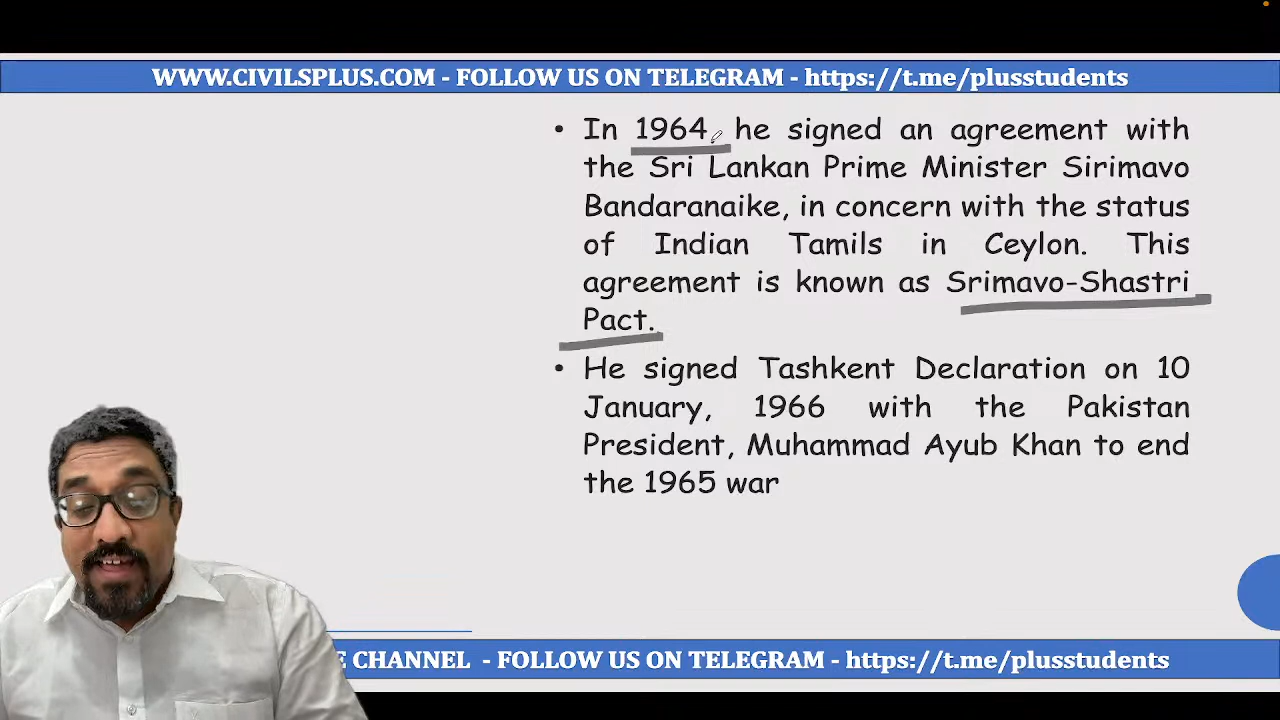 WWW.CIVILSPLUS.COM - FOLLOW US ON TELEGRAM - https://t.me/plusstudents
• In 1964, he signed an agreement with
the Sri Lankan Prime Minister Sirimavo
Bandaranaike, in concern with the status
of Indian Tamils in Ceylon. This
agreement is known as Srimavo-Shastri
Pact.
• He signed Tashkent Declaration on 10
January, 1966 with the Pakistan
President, Muhammad Ayub Khan to end
the 1965 war
CHANNEL - FOLLOW US ON TELEGRAM - https://t.me/plusstudents